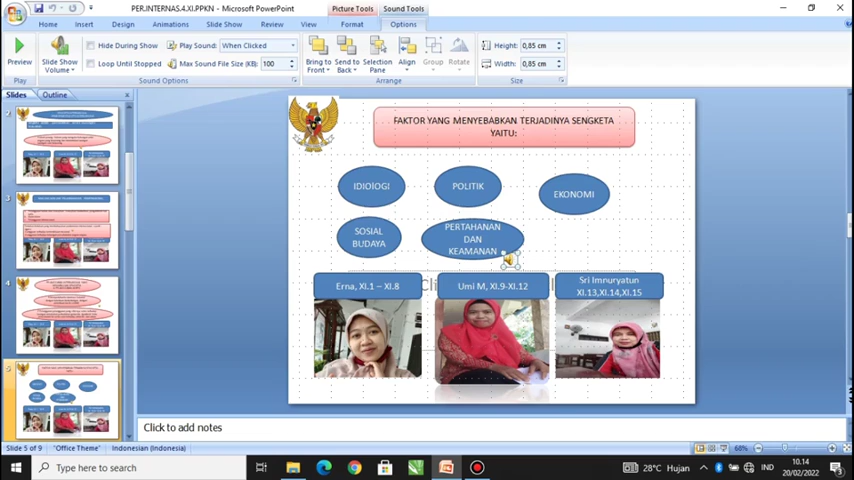 PER.INTERNAS.4.XI.PPKN - Microsoft PowerPoint
Picture Tools
Sound Tools
Home
Insert
Design
Animations
Slide Show
Review
View
Format
Options
Preview
Slide Show
Volume
Hide During Show
Loop Until Stopped
Play Sound: When Clicked
Max Sound File Size (KB): 100
Bring to
Front
Send to
Back
Selection
Pane
Align
Group
Rotate
Height: 0,85 cm
Width: 0,85 cm
Play
Sound Options
Arrange
Size
Slides
Outline
2
3
4
5
FAKTOR YANG MENYEBABKAN TERJADINYA SENGKETA
YAITU:
IDIOLOGI
POLITIK
EKONOMI
SOSIAL
BUDAYA
PERTAHANAN
DAN
KEAMANAN
Erna, XI.1 – XI.8
Umi M, XI.9-XI.12
Sri Imnuryatun
XI.13,XI.14,XI.15
Click to add notes
Slide 5 of 9
"Office Theme"
Indonesian (Indonesia)
68%
Type here to search
28°C Hujan
IND
10.14
20/02/2022